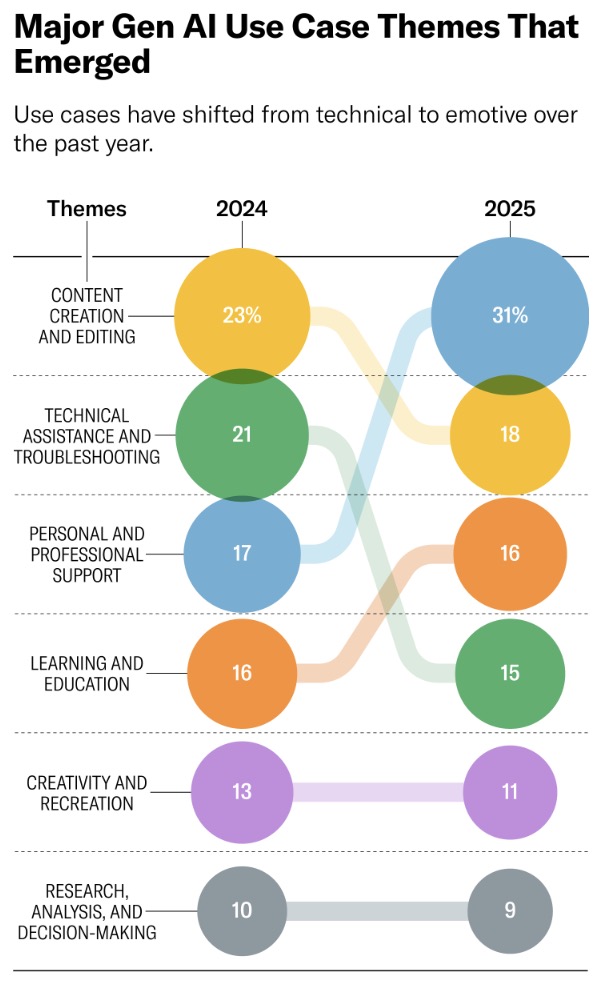 Major Gen AI Use Case Themes That
Emerged
Use cases have shifted from technical to emotive over
the past year.
Themes
2024
2025
CONTENT
CREATION
AND EDITING
23%
31%
TECHNICAL
ASSISTANCE AND
TROUBLESHOOTING
21
18
PERSONAL AND
PROFESSIONAL
SUPPORT
17
16
LEARNING AND
EDUCATION
16
15
CREATIVITY AND
RECREATION
13
11
RESEARCH,
ANALYSIS, AND
DECISION-MAKING
10
9